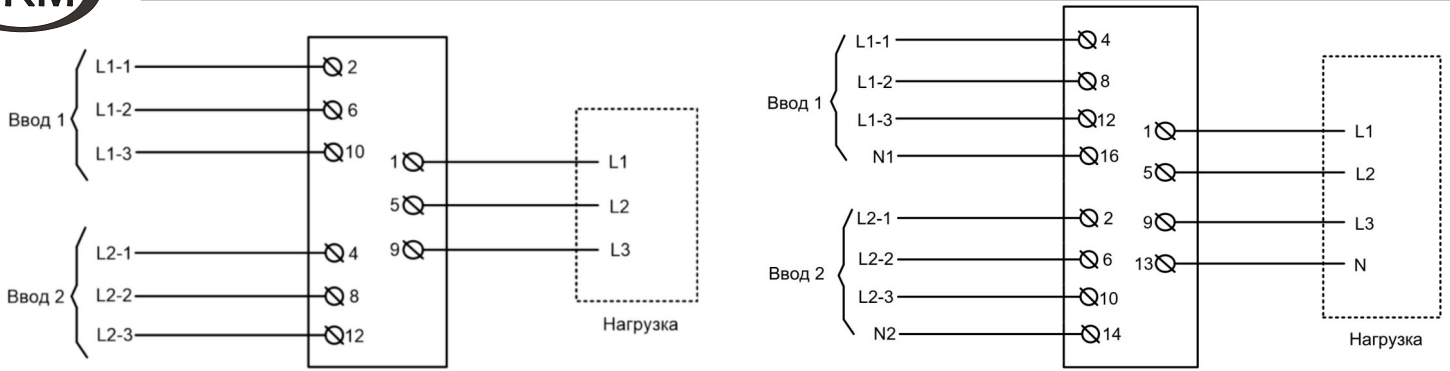 КМ
L1-1 2
L1-2 6
Ввод 1
L1-3 10
1 L1
5 L2
9 L3
L2-1 4
L2-2 8
Ввод 2
L2-3 12
Нагрузка
L1-1 4
L1-2 8
Ввод 1
L1-3 12
N1 16
1 L1
5 L2
9 L3
13 N
L2-1 2
L2-2 6
Ввод 2
L2-3 10
N2 14
Нагрузка